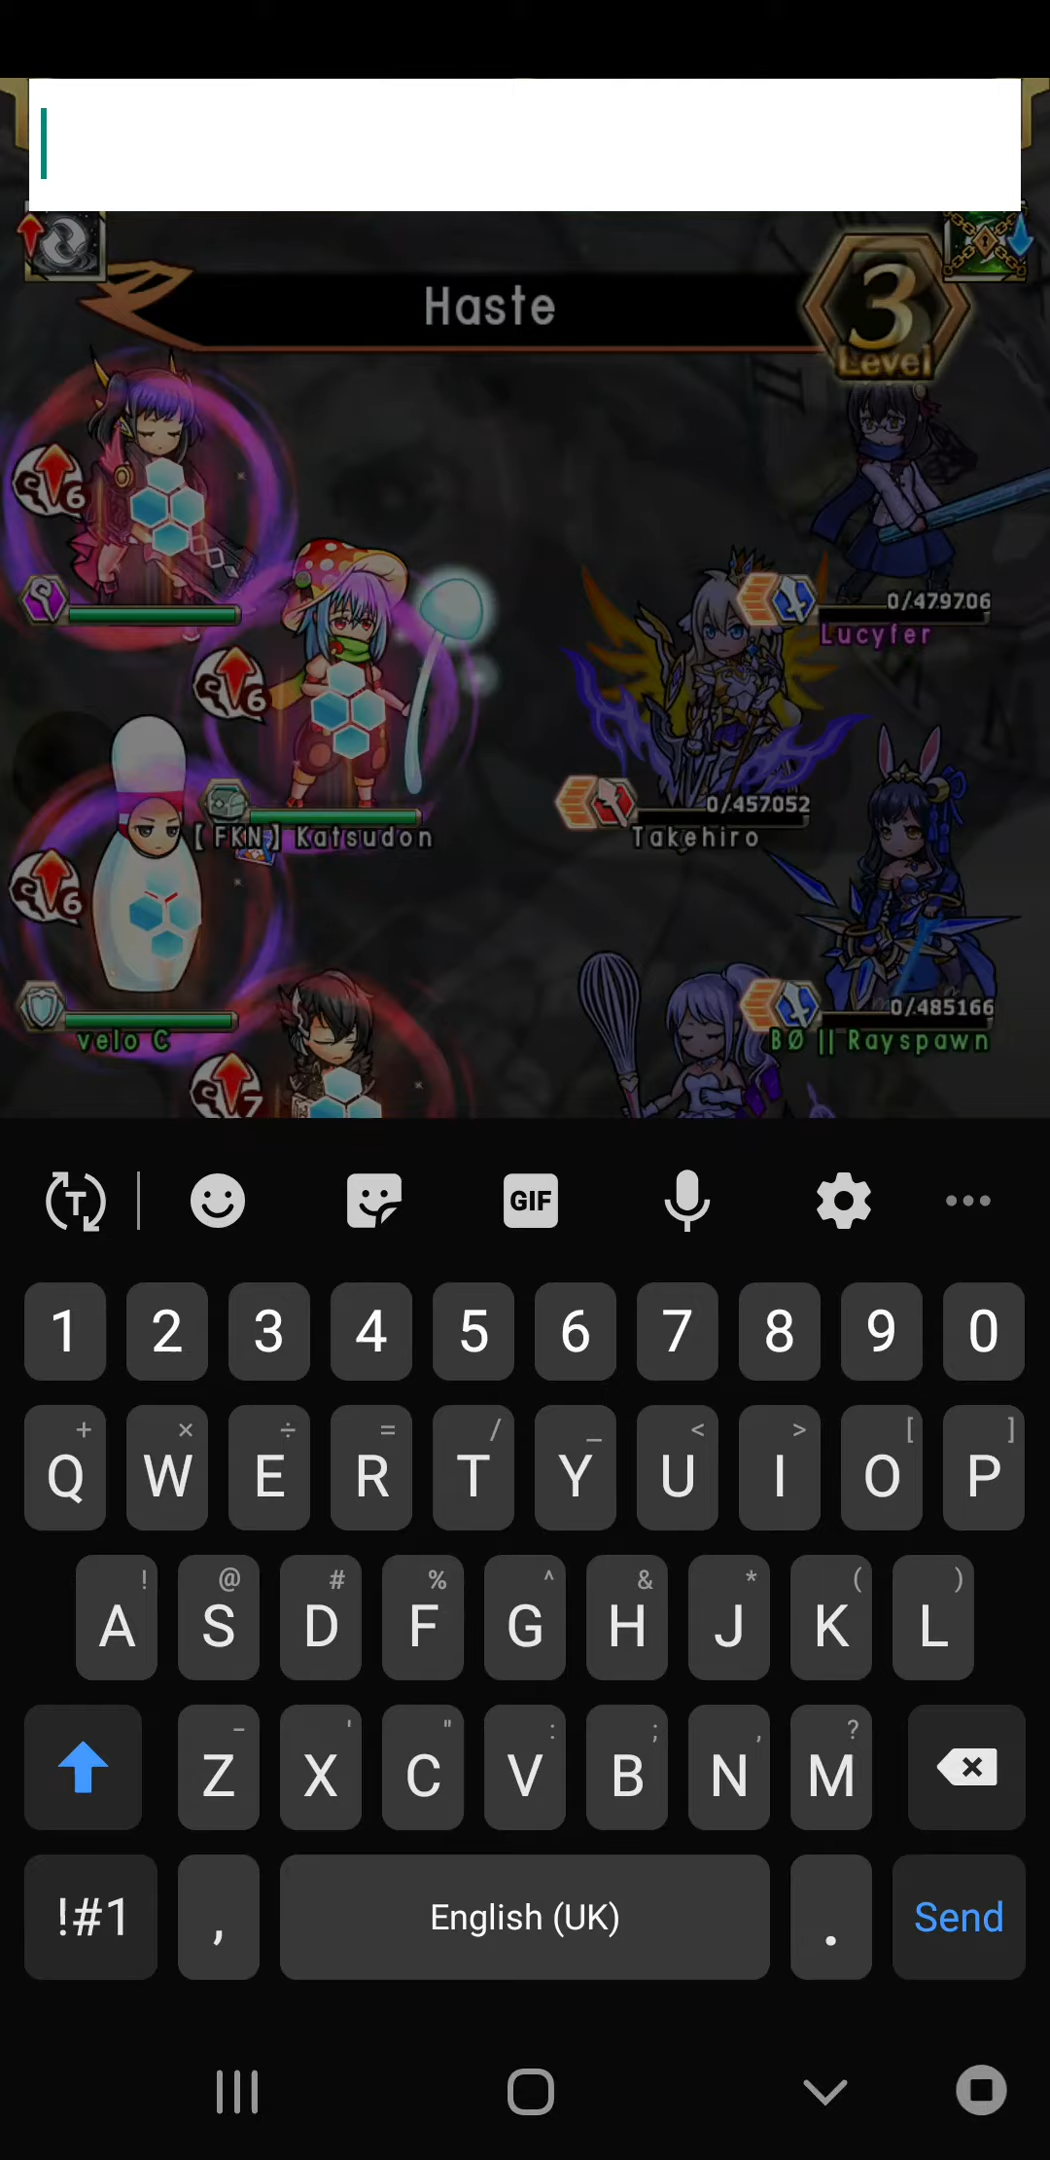 Haste
3
Level
6
0/479706
Lucyfer
6
0/457052
【FKN】Katsudon
Takehiro
6
0/485166
velo C
BØ || Rayspawn
7
T
GIF
1 2 3 4 5 6 7 8 9 0
+ × ÷ = / _ < > [ ]
Q W E R T Y U I O P
! @ # % ^ & * ( )
A S D F G H J K L
- ' " : ; , ?
Z X C V B N M
!#1 , English (UK) . Send